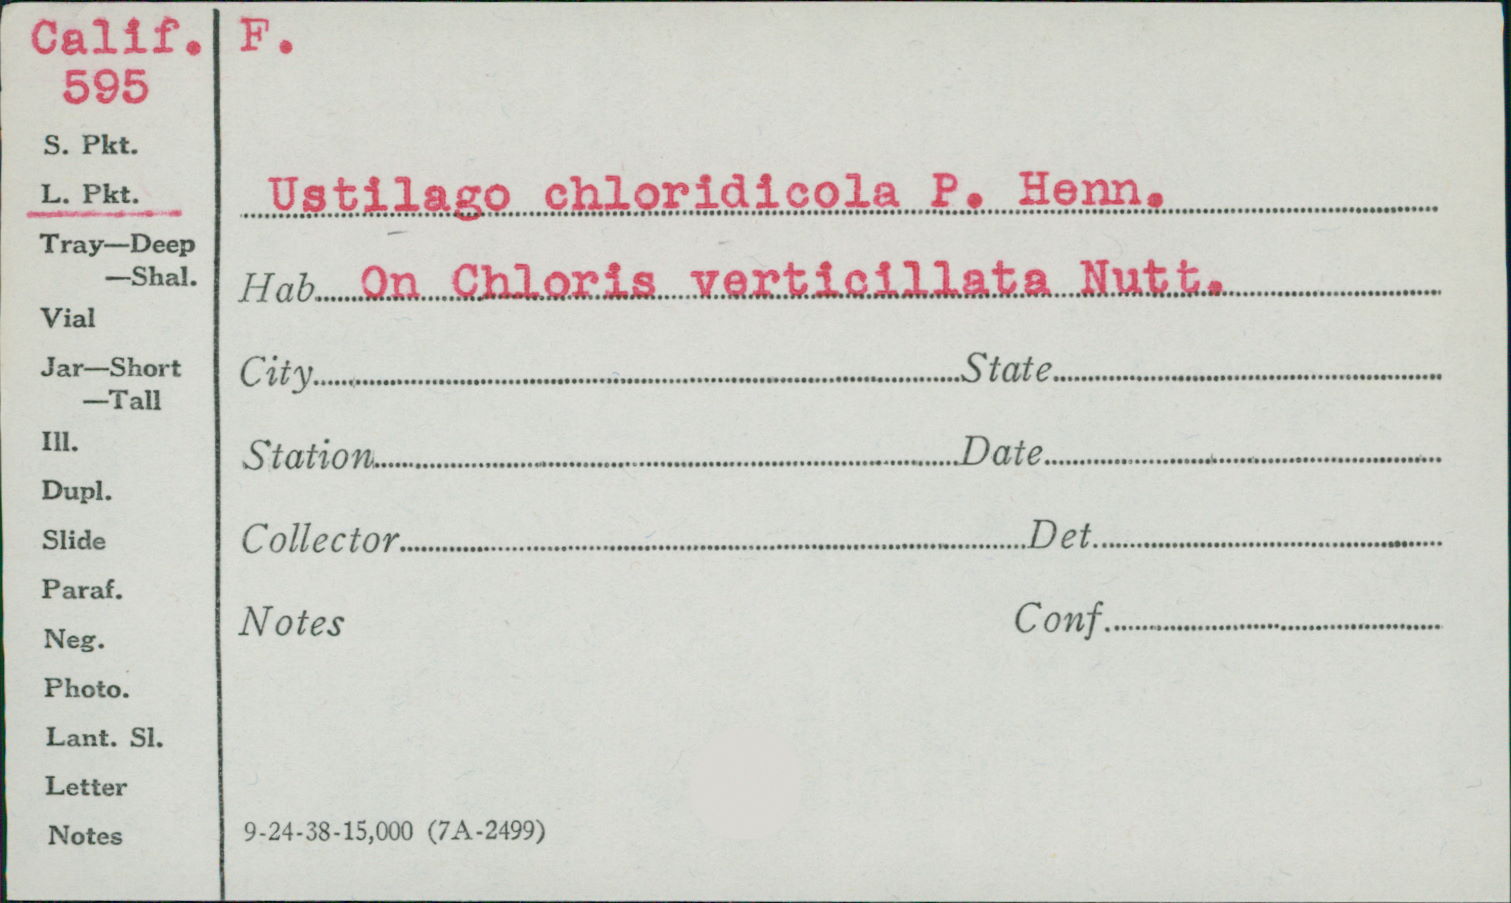 Calif. F.
595
S. Pkt.
L. Pkt.
Ustilago chloridicola P. Henn.
Tray—Deep
—Shal.
Hab. On Chloris verticillata Nutt.
Vial
Jar—Short
—Tall
City State
Ill.
Station Date
Dupl.
Slide
Collector Det.
Paraf.
Neg.
Notes Conf.
Photo.
Lant. Sl.
Letter
Notes
9-24-38-15,000 (7A-2499)